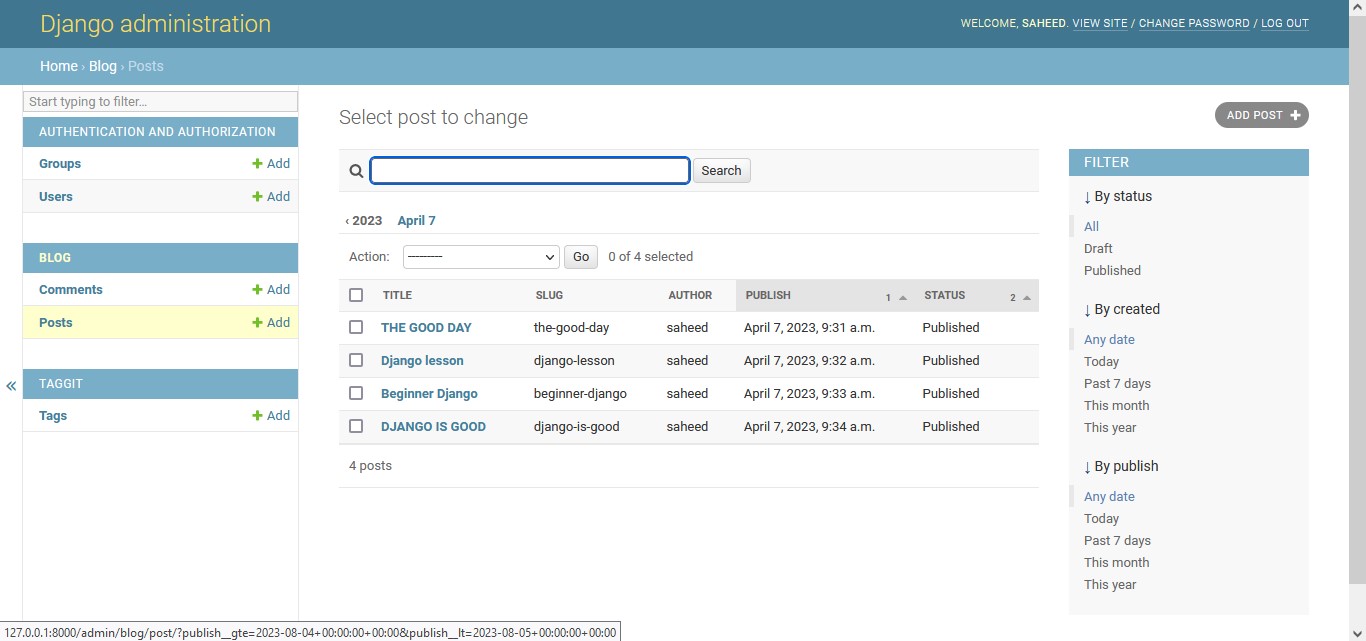 Django administration
WELCOME, SAHEED. VIEW SITE / CHANGE PASSWORD / LOG OUT
Home › Blog › Posts
Start typing to filter...
AUTHENTICATION AND AUTHORIZATION
Groups + Add
Users + Add
BLOG
Comments + Add
Posts + Add
TAGGIT
Tags + Add
«
Select post to change
ADD POST +
Search
‹ 2023 April 7
Action: --------- Go 0 of 4 selected
TITLE SLUG AUTHOR PUBLISH 1 STATUS 2
THE GOOD DAY the-good-day saheed April 7, 2023, 9:31 a.m. Published
Django lesson django-lesson saheed April 7, 2023, 9:32 a.m. Published
Beginner Django beginner-django saheed April 7, 2023, 9:33 a.m. Published
DJANGO IS GOOD django-is-good saheed April 7, 2023, 9:34 a.m. Published
4 posts
FILTER
↓ By status
All
Draft
Published
↓ By created
Any date
Today
Past 7 days
This month
This year
↓ By publish
Any date
Today
Past 7 days
This month
This year
127.0.0.1:8000/admin/blog/post/?publish__gte=2023-08-04+00:00:00+00:00&publish__lt=2023-08-05+00:00:00+00:00